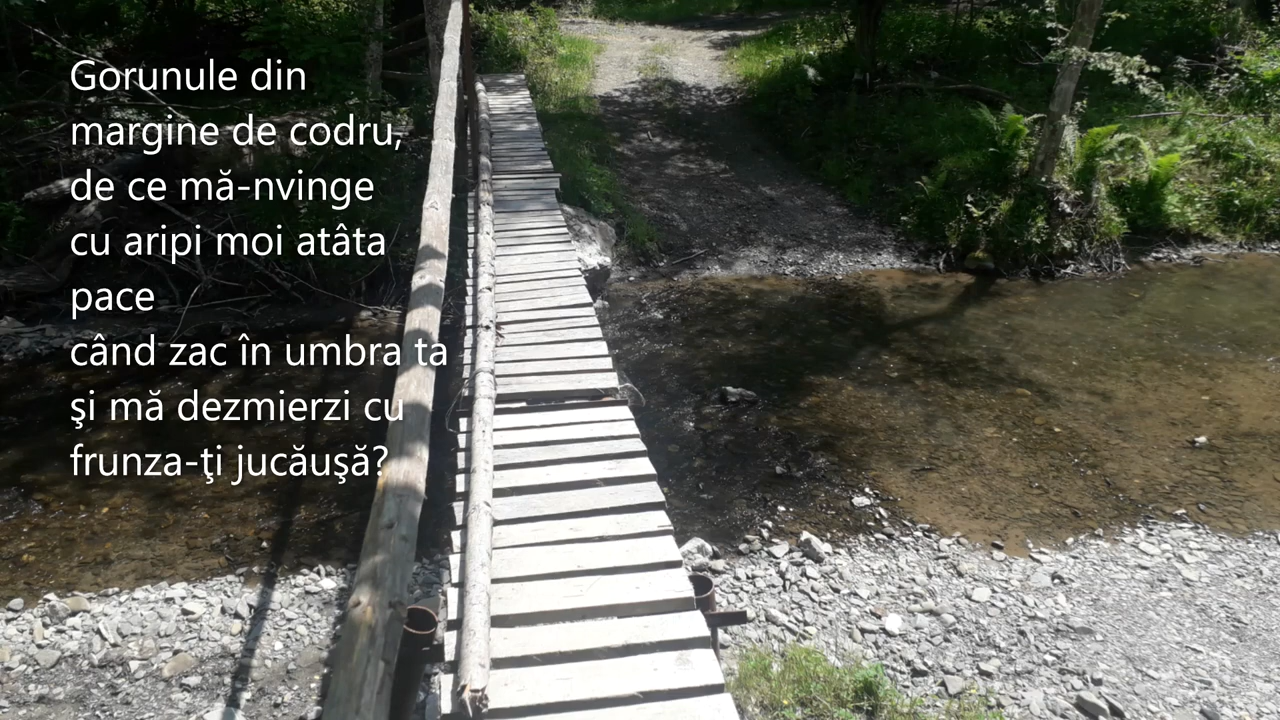 Gorunule din
margine de codru,
de ce mă-nvinge
cu aripi moi atâta
pace
când zac în umbra ta
şi mă dezmierzi cu
frunza-ţi jucăuşă?